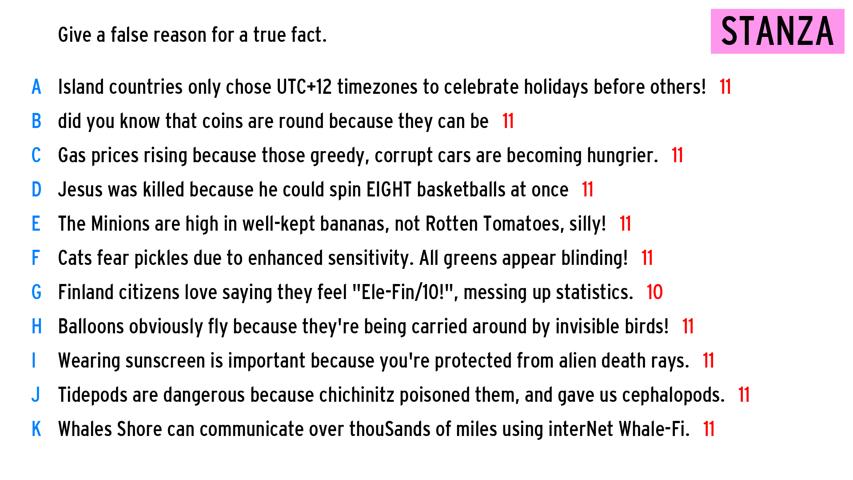 Give a false reason for a true fact.
STANZA
A Island countries only chose UTC+12 timezones to celebrate holidays before others! 11
B did you know that coins are round because they can be 11
C Gas prices rising because those greedy, corrupt cars are becoming hungrier. 11
D Jesus was killed because he could spin EIGHT basketballs at once 11
E The Minions are high in well-kept bananas, not Rotten Tomatoes, silly! 11
F Cats fear pickles due to enhanced sensitivity. All greens appear blinding! 11
G Finland citizens love saying they feel "Ele-Fin/10!", messing up statistics. 10
H Balloons obviously fly because they're being carried around by invisible birds! 11
I Wearing sunscreen is important because you're protected from alien death rays. 11
J Tidepods are dangerous because chichinitz poisoned them, and gave us cephalopods. 11
K Whales Shore can communicate over thouSands of miles using interNet Whale-Fi. 11